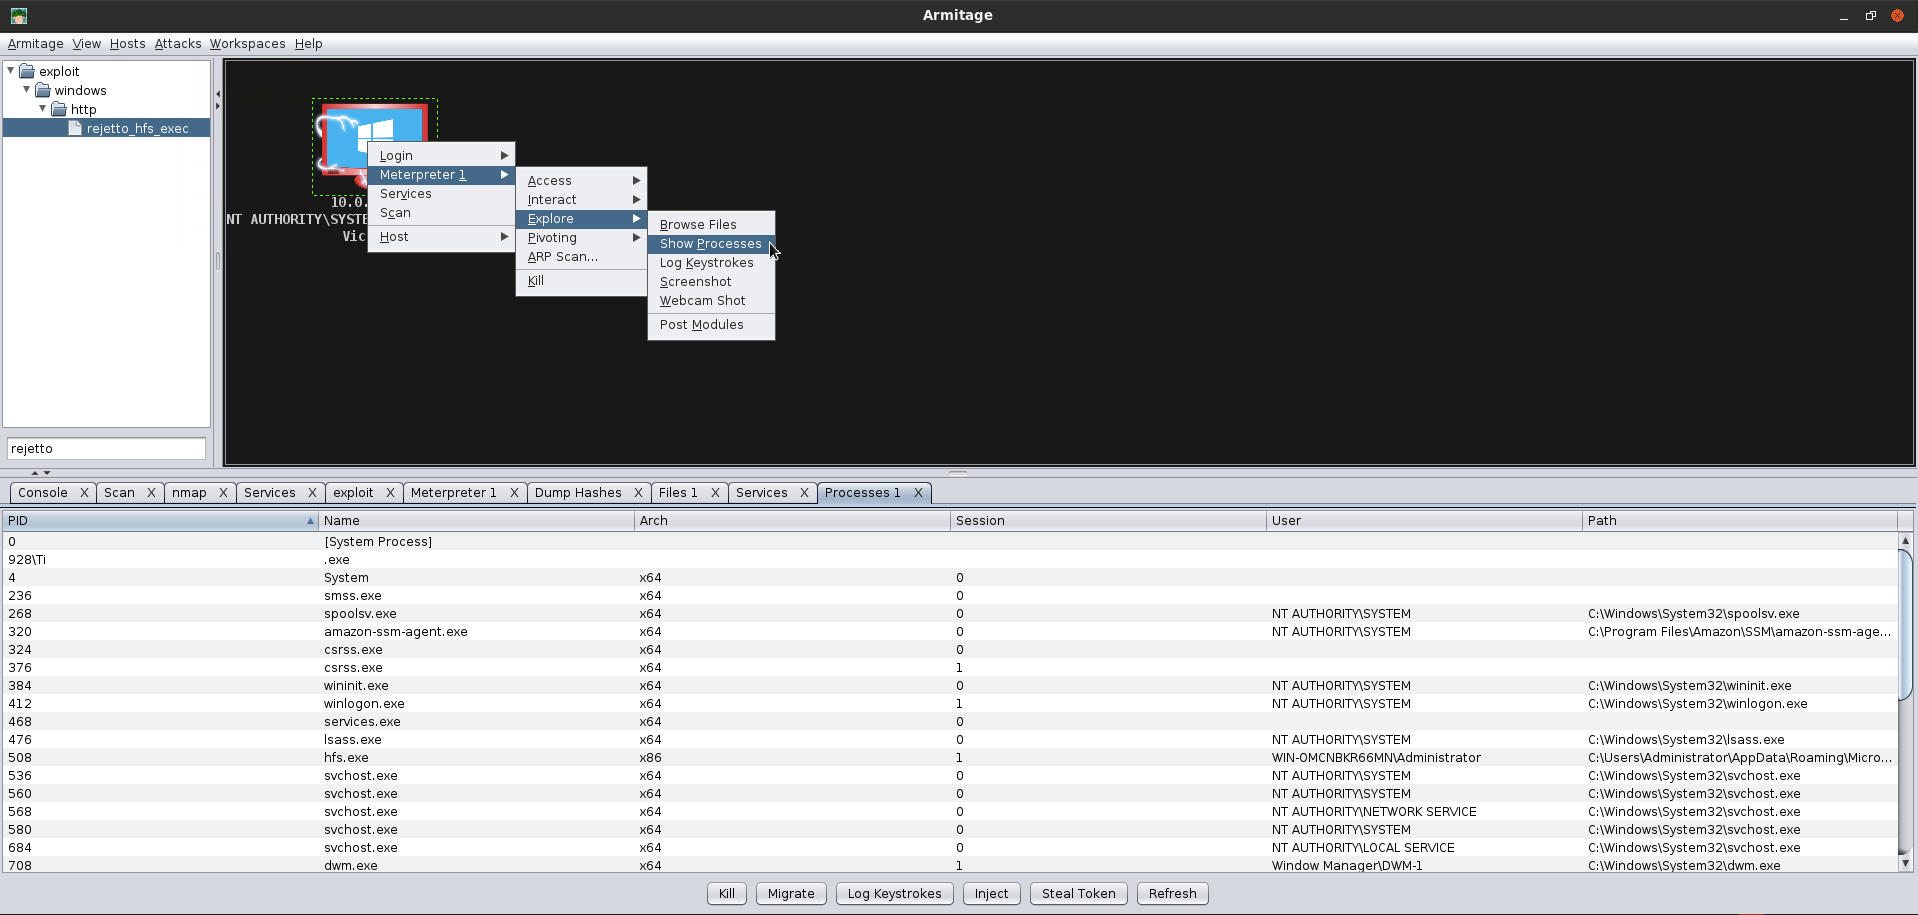 Armitage
Armitage View Hosts Attacks Workspaces Help
exploit
windows
http
rejetto_hfs_exec
rejetto
10.0.
NT AUTHORITY\SYSTE
Vic
Login
Meterpreter 1
Services
Scan
Host
Access
Interact
Explore
Pivoting
ARP Scan...
Kill
Browse Files
Show Processes
Log Keystrokes
Screenshot
Webcam Shot
Post Modules
Console X Scan X nmap X Services X exploit X Meterpreter 1 X Dump Hashes X Files 1 X Services X Processes 1 X
PID Name Arch Session User Path
0 [System Process]
928\Ti .exe
4 System x64 0
236 smss.exe x64 0
268 spoolsv.exe x64 0 NT AUTHORITY\SYSTEM C:\Windows\System32\spoolsv.exe
320 amazon-ssm-agent.exe x64 0 NT AUTHORITY\SYSTEM C:\Program Files\Amazon\SSM\amazon-ssm-age...
324 csrss.exe x64 0
376 csrss.exe x64 1
384 wininit.exe x64 0 NT AUTHORITY\SYSTEM C:\Windows\System32\wininit.exe
412 winlogon.exe x64 1 NT AUTHORITY\SYSTEM C:\Windows\System32\winlogon.exe
468 services.exe x64 0
476 lsass.exe x64 0 NT AUTHORITY\SYSTEM C:\Windows\System32\lsass.exe
508 hfs.exe x86 1 WIN-OMCNBKR66MN\Administrator C:\Users\Administrator\AppData\Roaming\Micro...
536 svchost.exe x64 0 NT AUTHORITY\SYSTEM C:\Windows\System32\svchost.exe
560 svchost.exe x64 0 NT AUTHORITY\SYSTEM C:\Windows\System32\svchost.exe
568 svchost.exe x64 0 NT AUTHORITY\NETWORK SERVICE C:\Windows\System32\svchost.exe
580 svchost.exe x64 0 NT AUTHORITY\SYSTEM C:\Windows\System32\svchost.exe
684 svchost.exe x64 0 NT AUTHORITY\LOCAL SERVICE C:\Windows\System32\svchost.exe
708 dwm.exe x64 1 Window Manager\DWM-1 C:\Windows\System32\dwm.exe
Kill Migrate Log Keystrokes Inject Steal Token Refresh